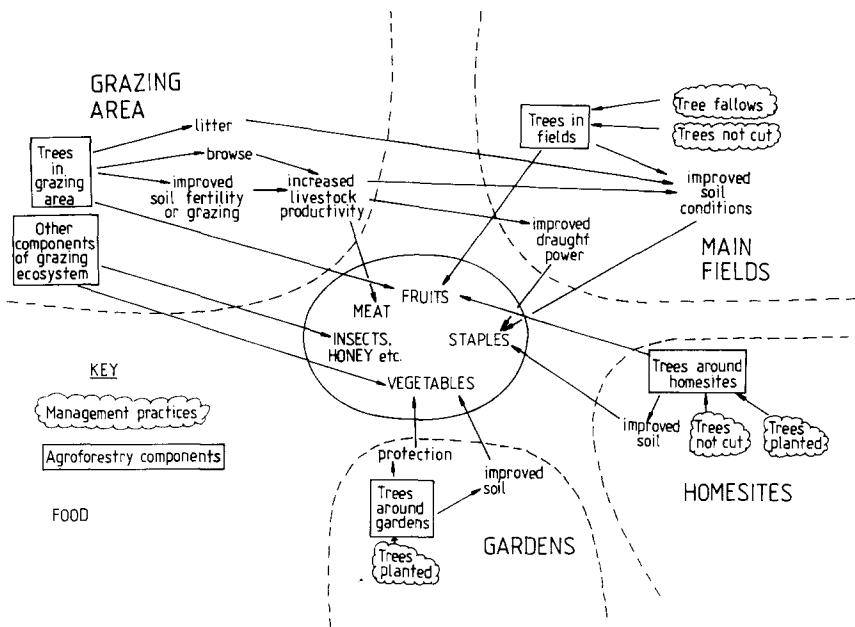 GRAZING
AREA
litter
browse
Trees
in
grazing
area
improved
soil fertility
or grazing
increased
livestock
productivity
Other
components
of grazing
ecosystem
Trees in
fields
Tree fallows
Trees not cut
improved
soil
conditions
improved
draught
power
MAIN
FIELDS
FRUITS
MEAT
INSECTS,
HONEY etc.
STAPLES
VEGETABLES
KEY
Management practices
Agroforestry components
FOOD
Trees around
homesites
improved
soil
Trees
not cut
Trees
planted
HOMESITES
protection
improved
soil
Trees
around
gardens
Trees
planted
GARDENS